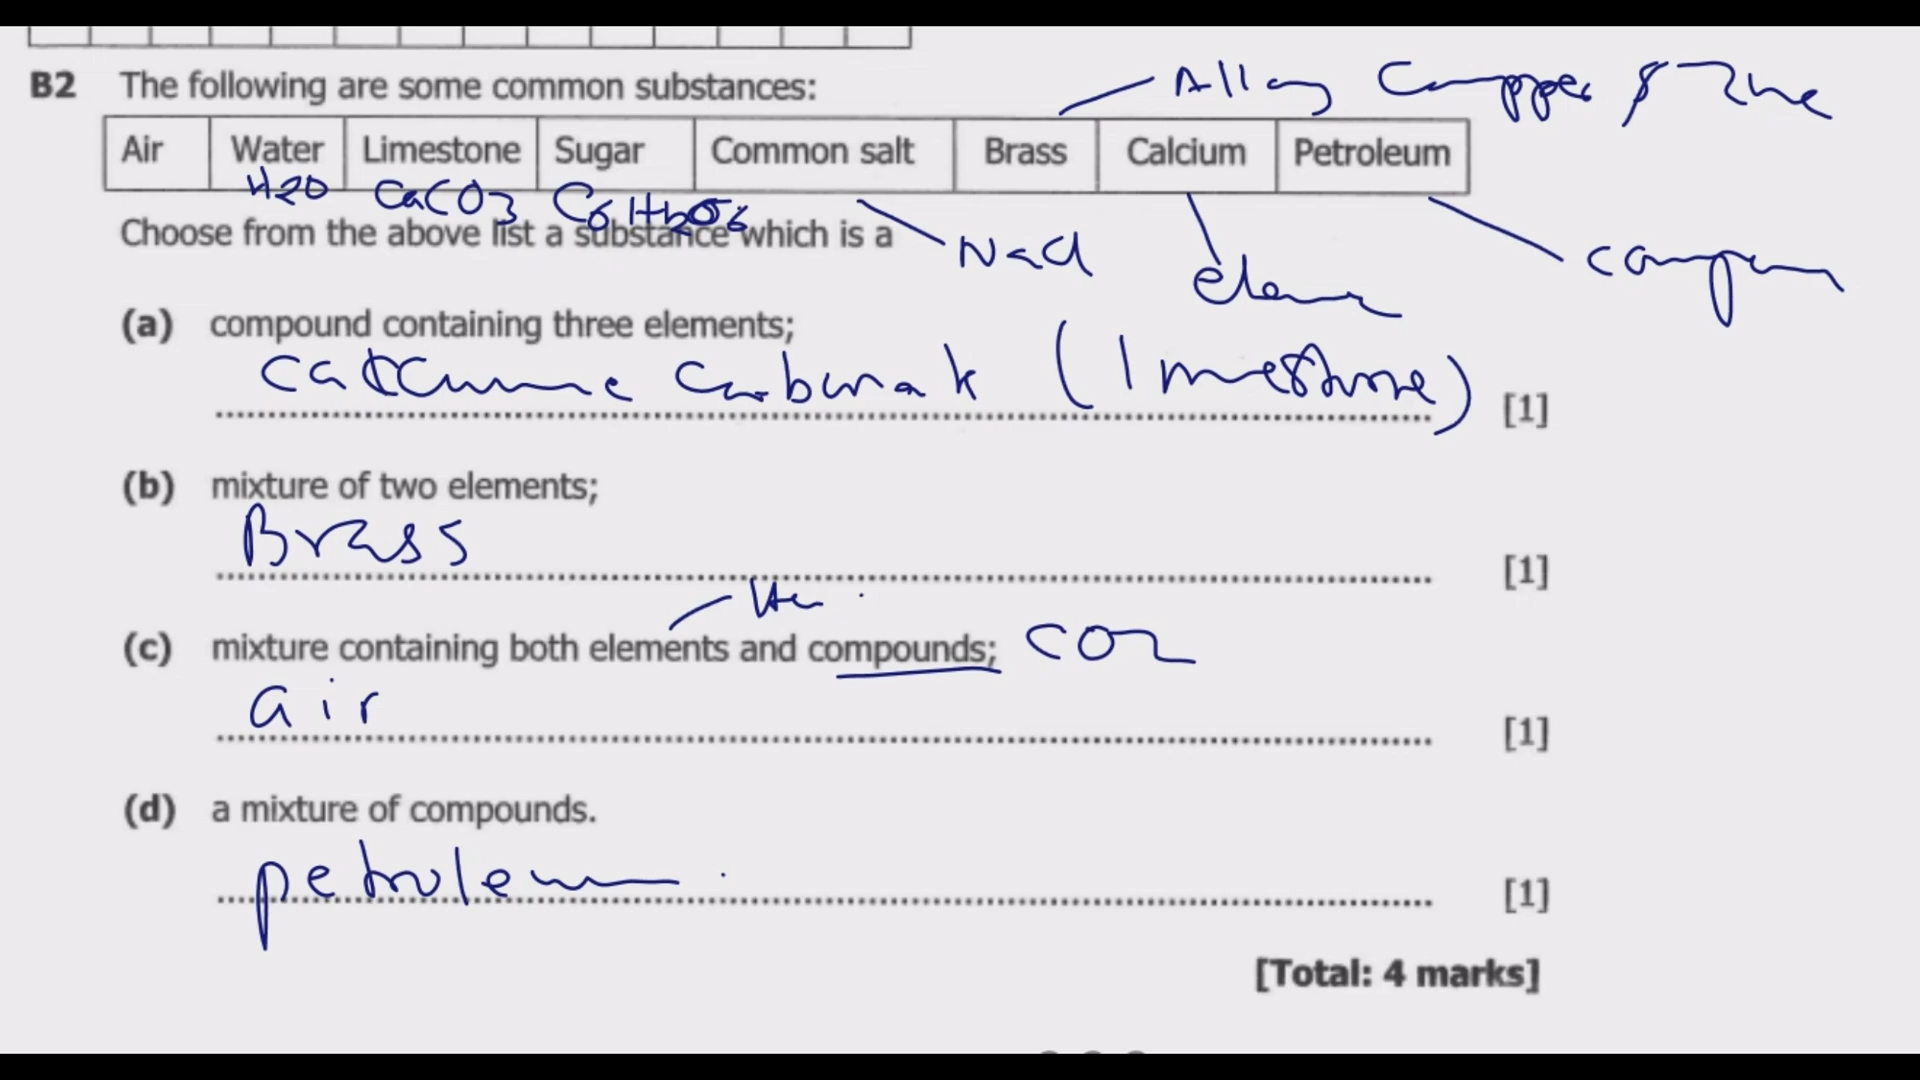 B2 The following are some common substances: Alloy Copper & Zinc
Air Water Limestone Sugar Common salt Brass Calcium Petroleum
H2O CaCO3 C6H12O6
Choose from the above list a substance which is a NaCl
(a) compound containing three elements;
carbonate (limestone) [1]
(b) mixture of two elements;
Brass
[1]
(c) mixture containing both elements and compounds; CO2
air
[1]
(d) a mixture of compounds.
petroleum
[1]
[Total: 4 marks]